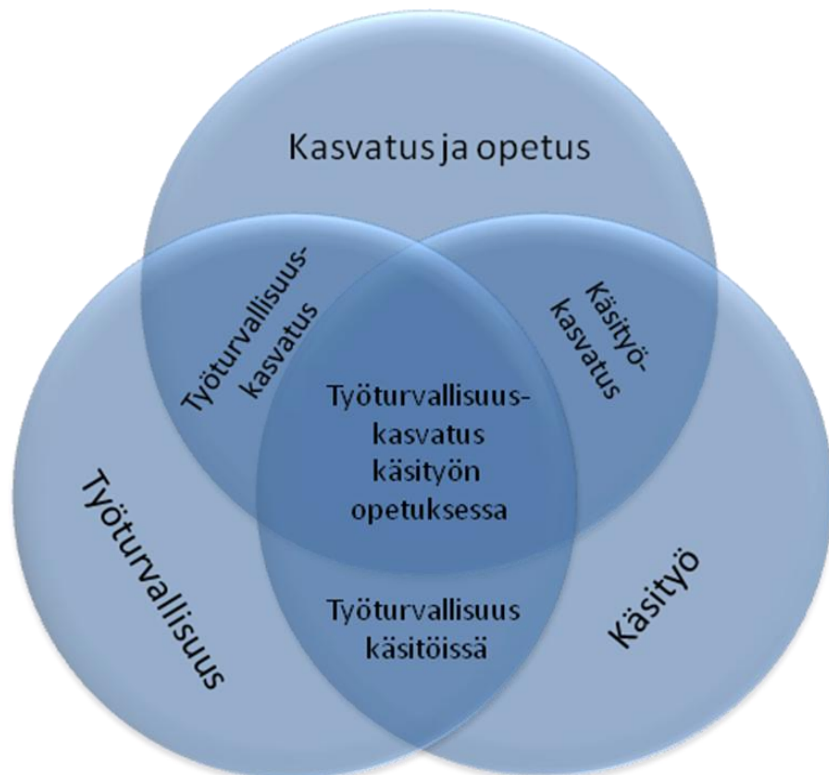 Kasvatus ja opetus
Työturvallisuus-
kasvatus
Käsityö-
kasvatus
Työturvallisuus-
kasvatus
käsityön
opetuksessa
Työturvallisuus
Käsityö
Työturvallisuus
käsitöissä